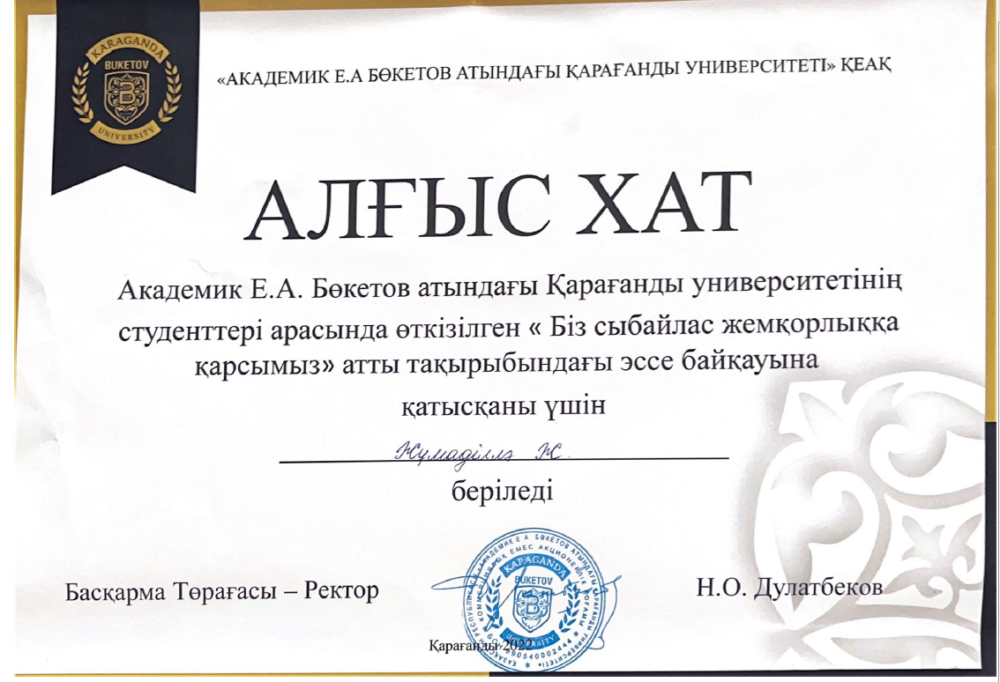 KARAGANDA
BUKETOV
B
UNIVERSITY
«АКАДЕМИК Е.А БӨКЕТОВ АТЫНДАҒЫ ҚАРАҒАНДЫ УНИВЕРСИТЕТІ» ҚЕАҚ
АЛҒЫС ХАТ
Академик Е.А. Бөкетов атындағы Қарағанды университетінің
студенттері арасында өткізілген « Біз сыбайлас жемқорлыққа
қарсымыз» атты тақырыбындағы эссе байқауына
қатысқаны үшін
Жұмаділлә Ж.
беріледі
Басқарма Төрағасы – Ректор
Н.О. Дулатбеков
KARAGANDA
BUKETOV
B
UNIVERSITY
Қарағанды 2022